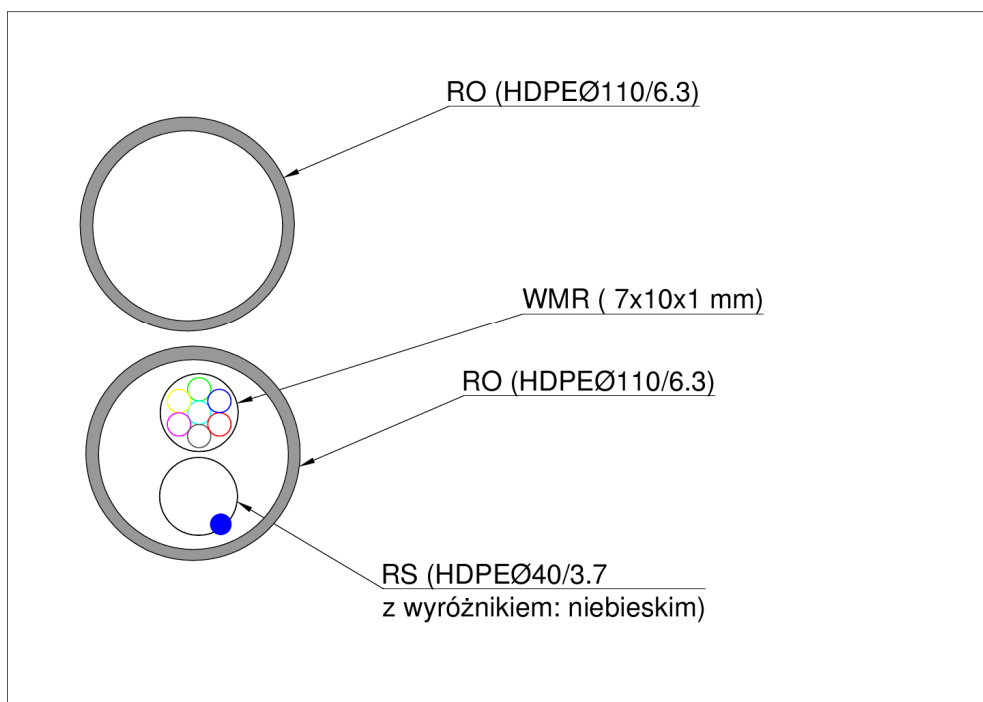 RO (HDPEØ110/6.3)
WMR ( 7x10x1 mm)
RO (HDPEØ110/6.3)
RS (HDPEØ40/3.7
z wyróżnikiem: niebieskim)